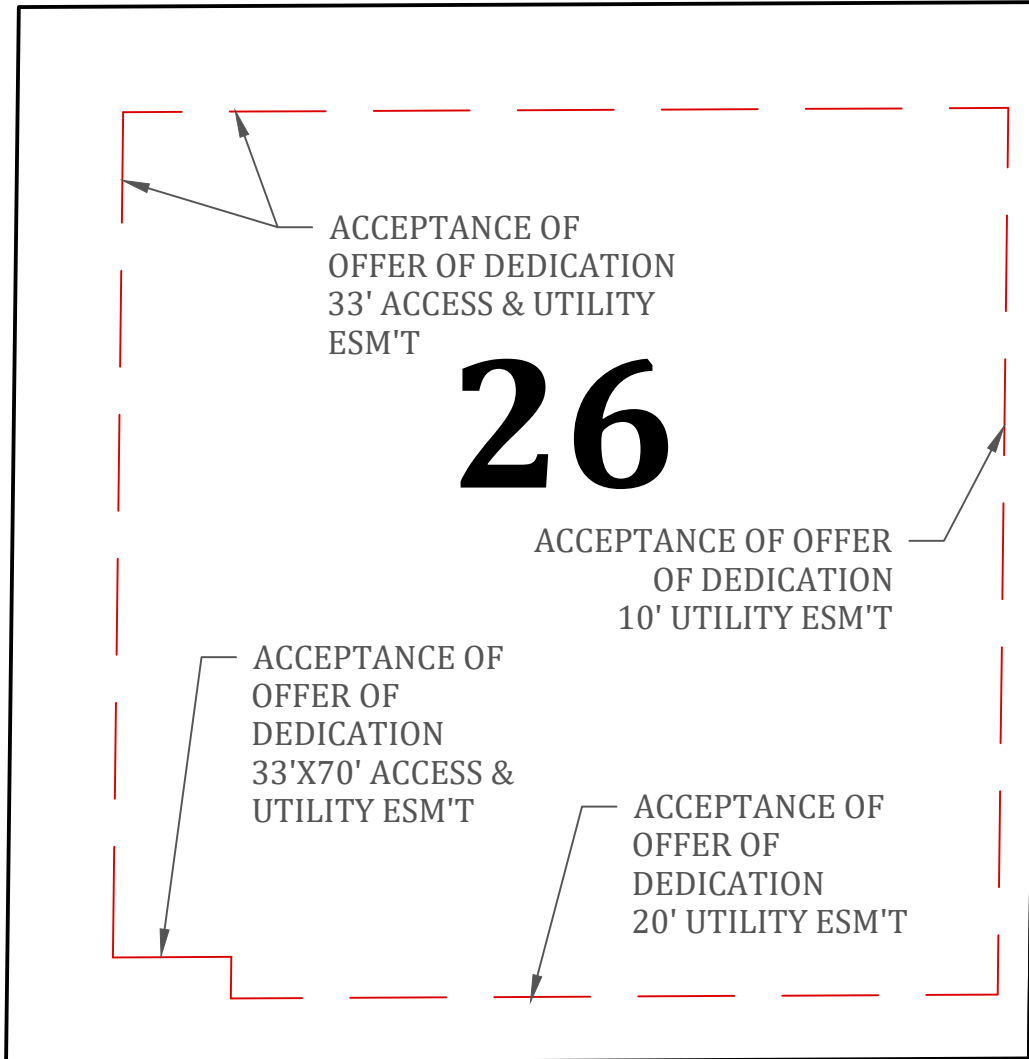 ACCEPTANCE OF
OFFER OF DEDICATION
33' ACCESS & UTILITY
ESM'T
26
ACCEPTANCE OF OFFER
OF DEDICATION
10' UTILITY ESM'T
ACCEPTANCE OF
OFFER OF
DEDICATION
33'X70' ACCESS &
UTILITY ESM'T
ACCEPTANCE OF
OFFER OF
DEDICATION
20' UTILITY ESM'T